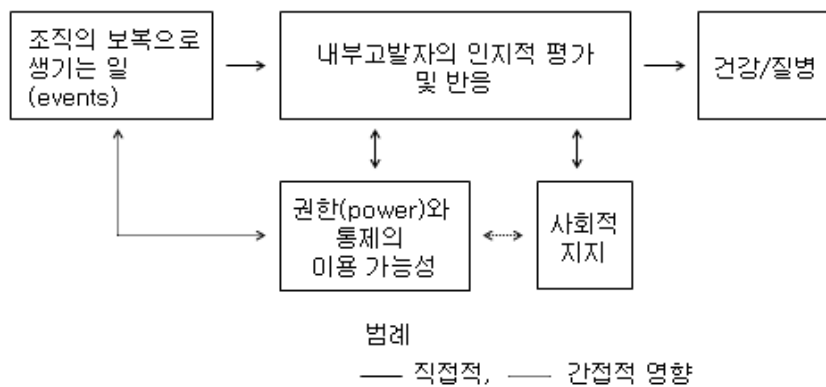 조직의 보복으로
생기는 일
(events)
내부고발자의 인지적 평가
및 반응
건강/질병
권한(power)와
통제의
이용 가능성
사회적
지지
범례
직접적, 간접적 영향